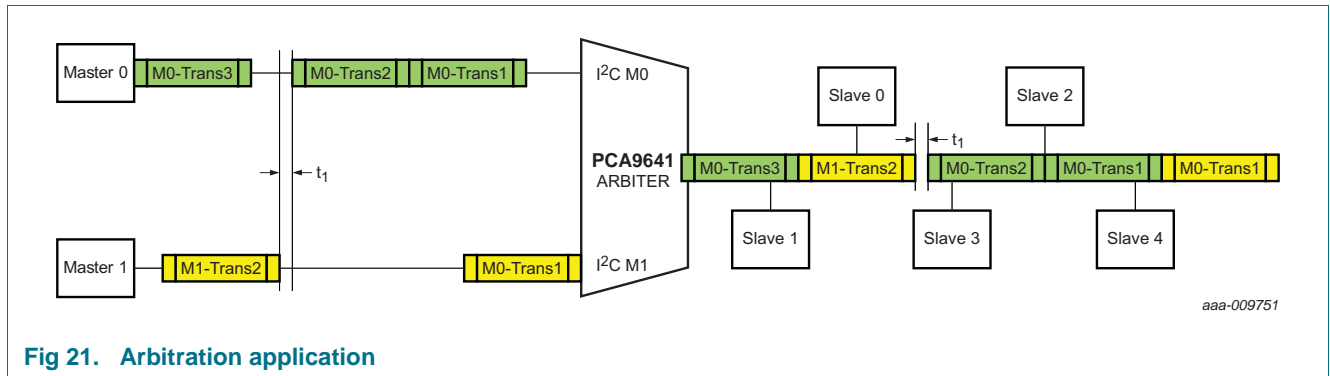 Master 0
M0-Trans3
M0-Trans2
M0-Trans1
I²C M0
t₁
PCA9641
ARBITER
Master 1
M1-Trans2
M0-Trans1
I²C M1
Slave 0
Slave 2
t₁
M0-Trans3
M1-Trans2
M0-Trans2
M0-Trans1
M0-Trans1
Slave 1
Slave 3
Slave 4
aaa-009751
Fig 21. Arbitration application